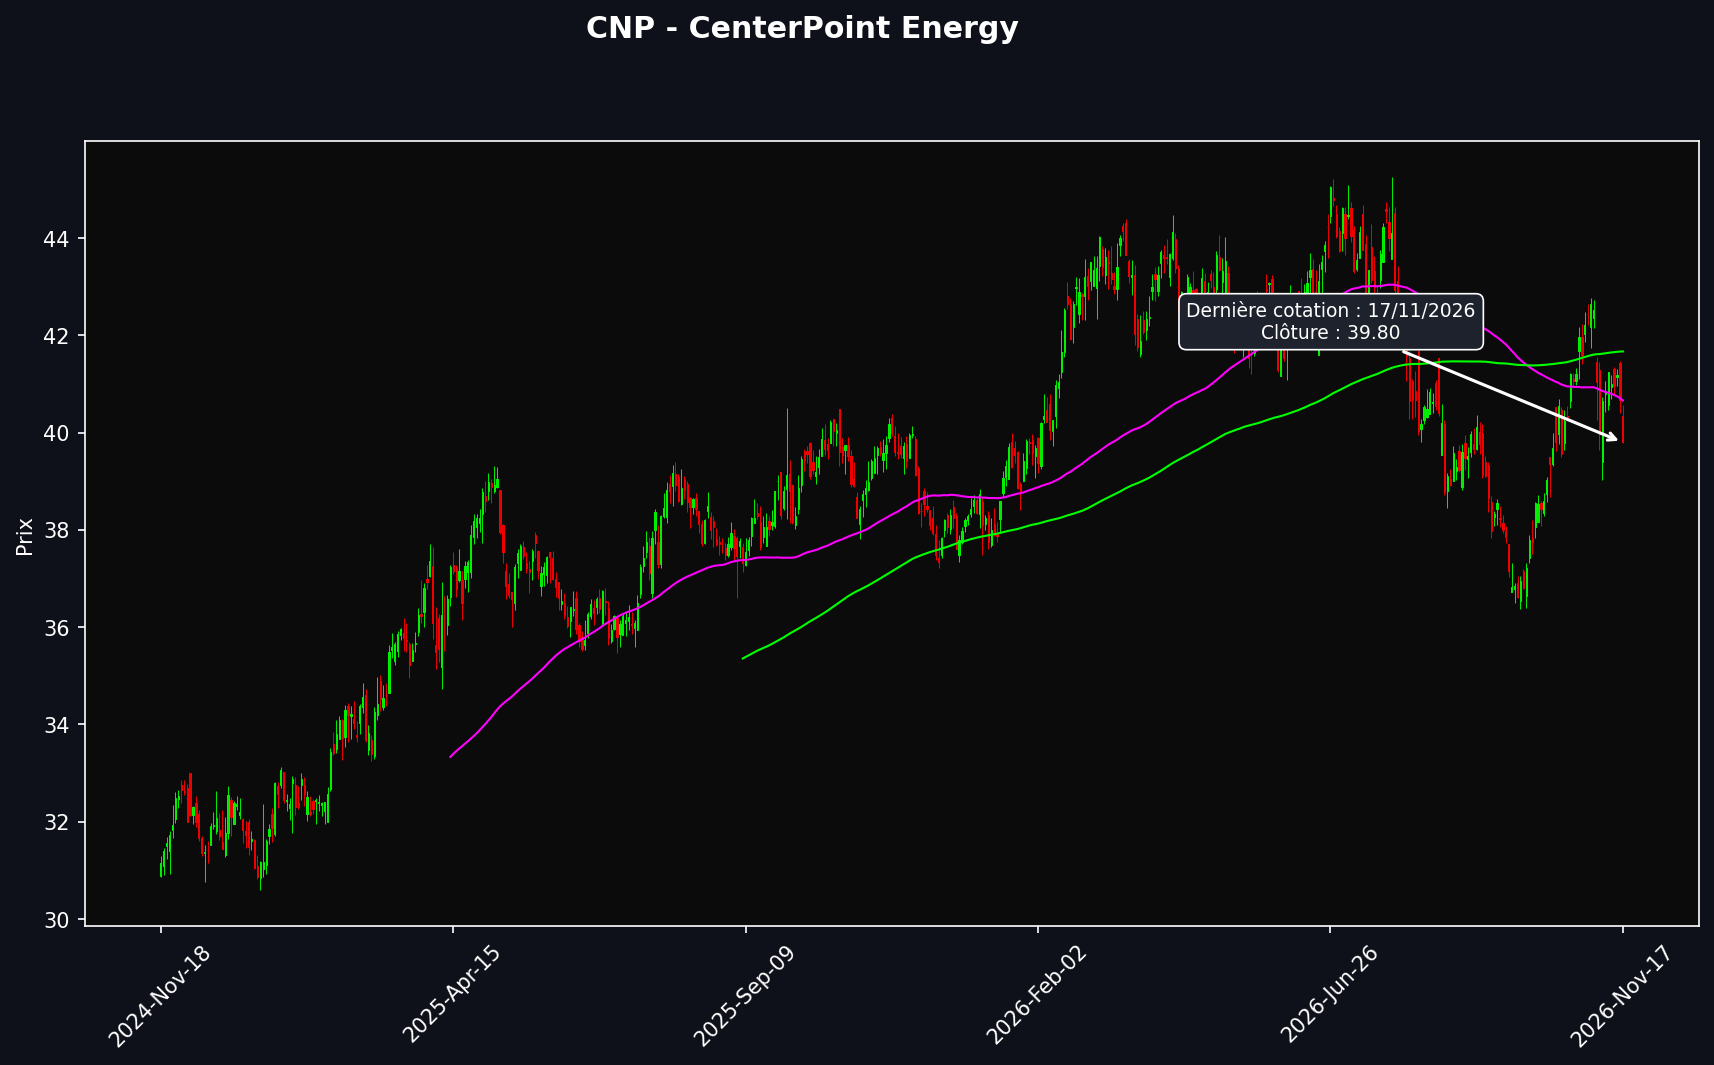 CNP - CenterPoint Energy
Prix
44
42
40
38
36
34
32
30
Dernière cotation : 17/11/2026
Clôture : 39.80
2024-Nov-18
2025-Apr-15
2025-Sep-09
2026-Feb-02
2026-Jun-26
2026-Nov-17